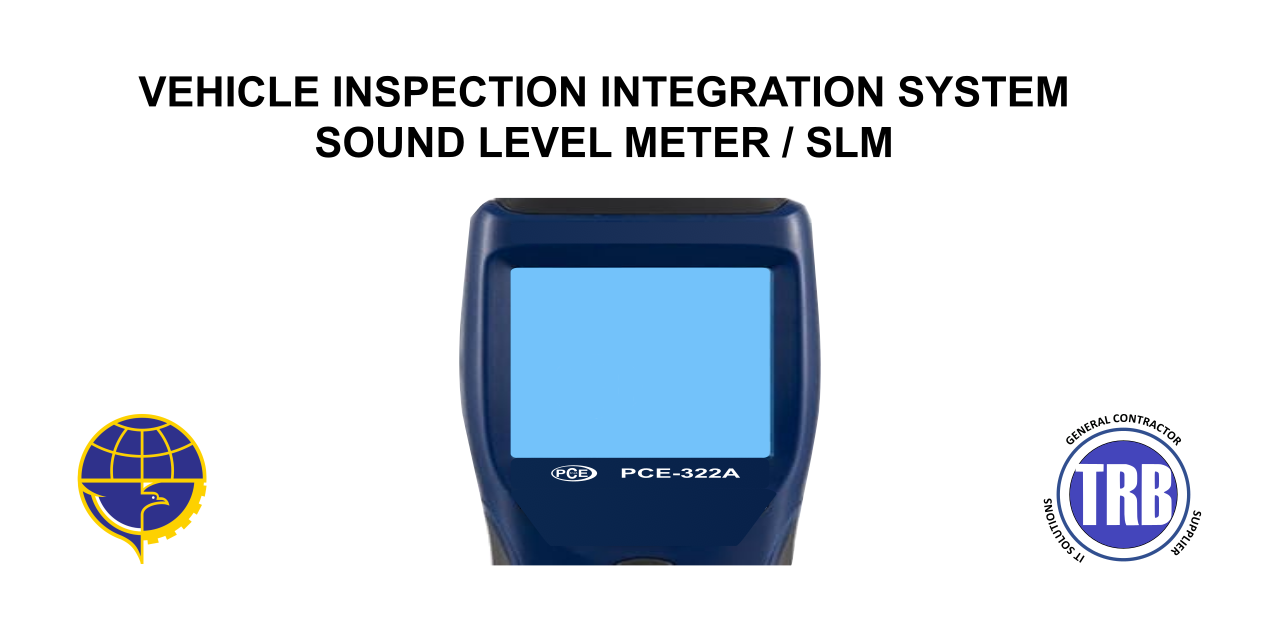 VEHICLE INSPECTION INTEGRATION SYSTEM
SOUND LEVEL METER / SLM
PCE PCE-322A
GENERAL CONTRACTOR
TRB
IT SOLUTIONS
SUPPLIER